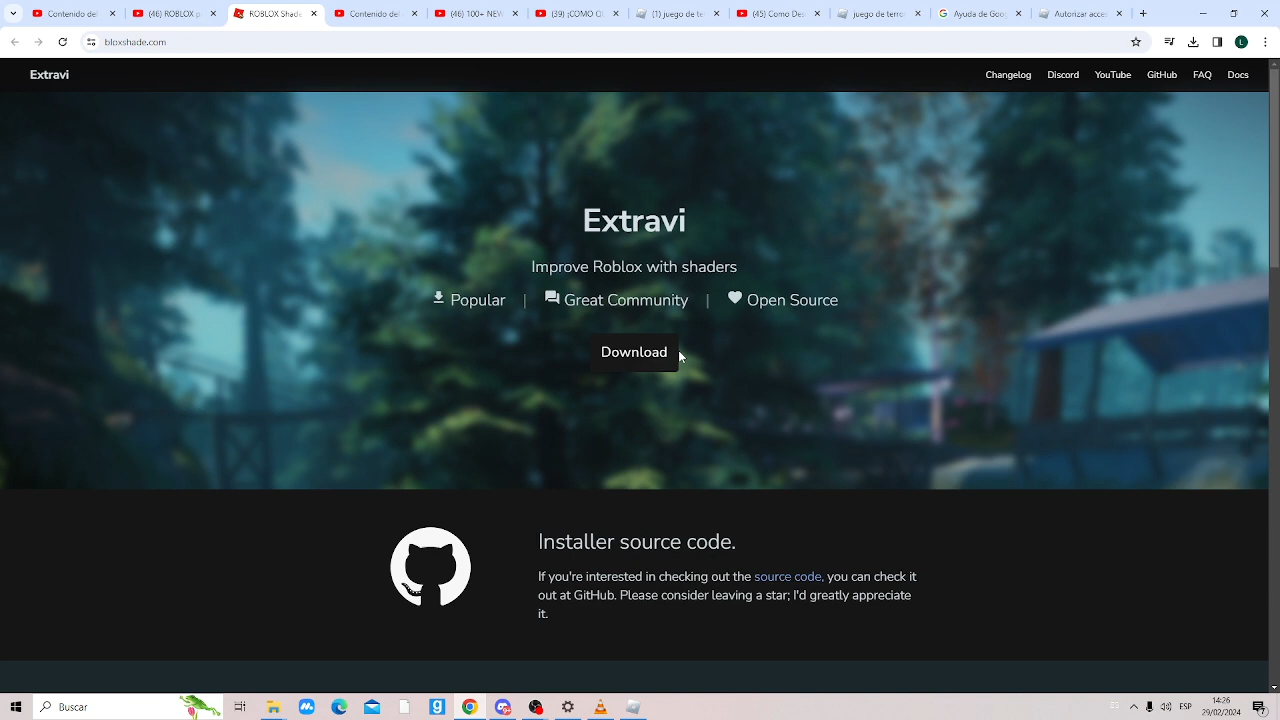 Contenido del
(46) ROBLOX p
ROBLOX Shade
Contenido del
(46) 100+ NEW
(39) ¡COMO C
(1) juego de te
(45) Como Des
juego de terro
Ayuda de Goo
Autorizar acce
bloxshade.com
L
Extravi
Changelog
Discord
YouTube
GitHub
FAQ
Docs
Extravi
Improve Roblox with shaders
Popular | Great Community | Open Source
Download
Installer source code.
If you're interested in checking out the source code, you can check it
out at GitHub. Please consider leaving a star; I'd greatly appreciate
it.
Buscar
ESP
14:26
29/02/2024